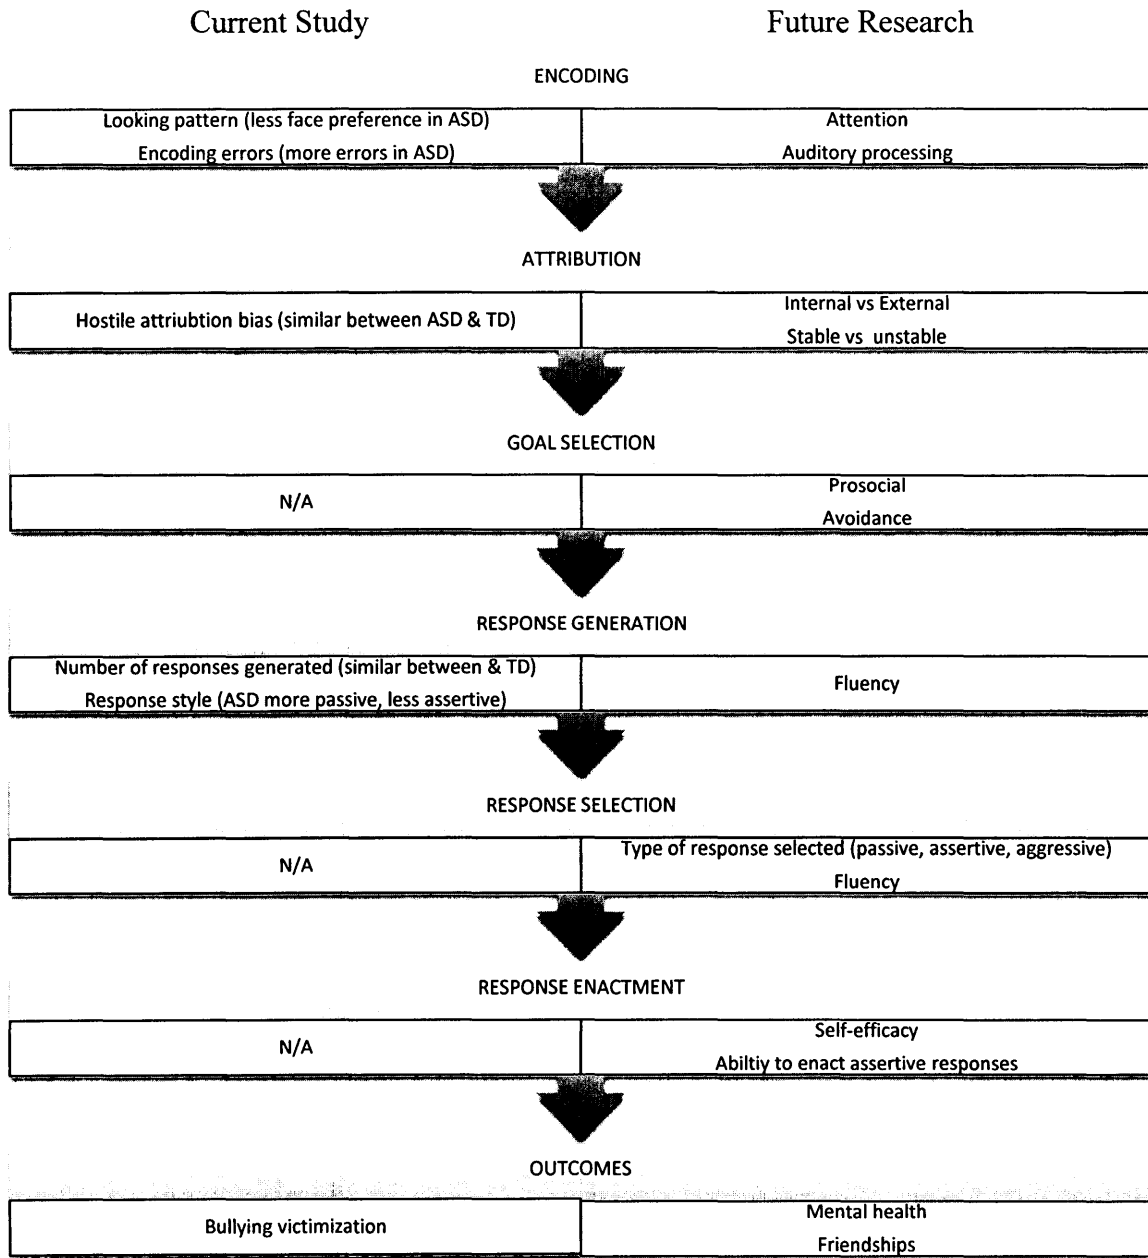 Current Study
Future Research
ENCODING
Looking pattern (less face preference in ASD)
Encoding errors (more errors in ASD)
Attention
Auditory processing
ATTRIBUTION
Hostile attriubtion bias (similar between ASD & TD)
Internal vs External
Stable vs unstable
GOAL SELECTION
N/A
Prosocial
Avoidance
RESPONSE GENERATION
Number of responses generated (similar between & TD)
Response style (ASD more passive, less assertive)
Fluency
RESPONSE SELECTION
N/A
Type of response selected (passive, assertive, aggressive)
Fluency
RESPONSE ENACTMENT
N/A
Self-efficacy
Abiltiy to enact assertive responses
OUTCOMES
Bullying victimization
Mental health
Friendships